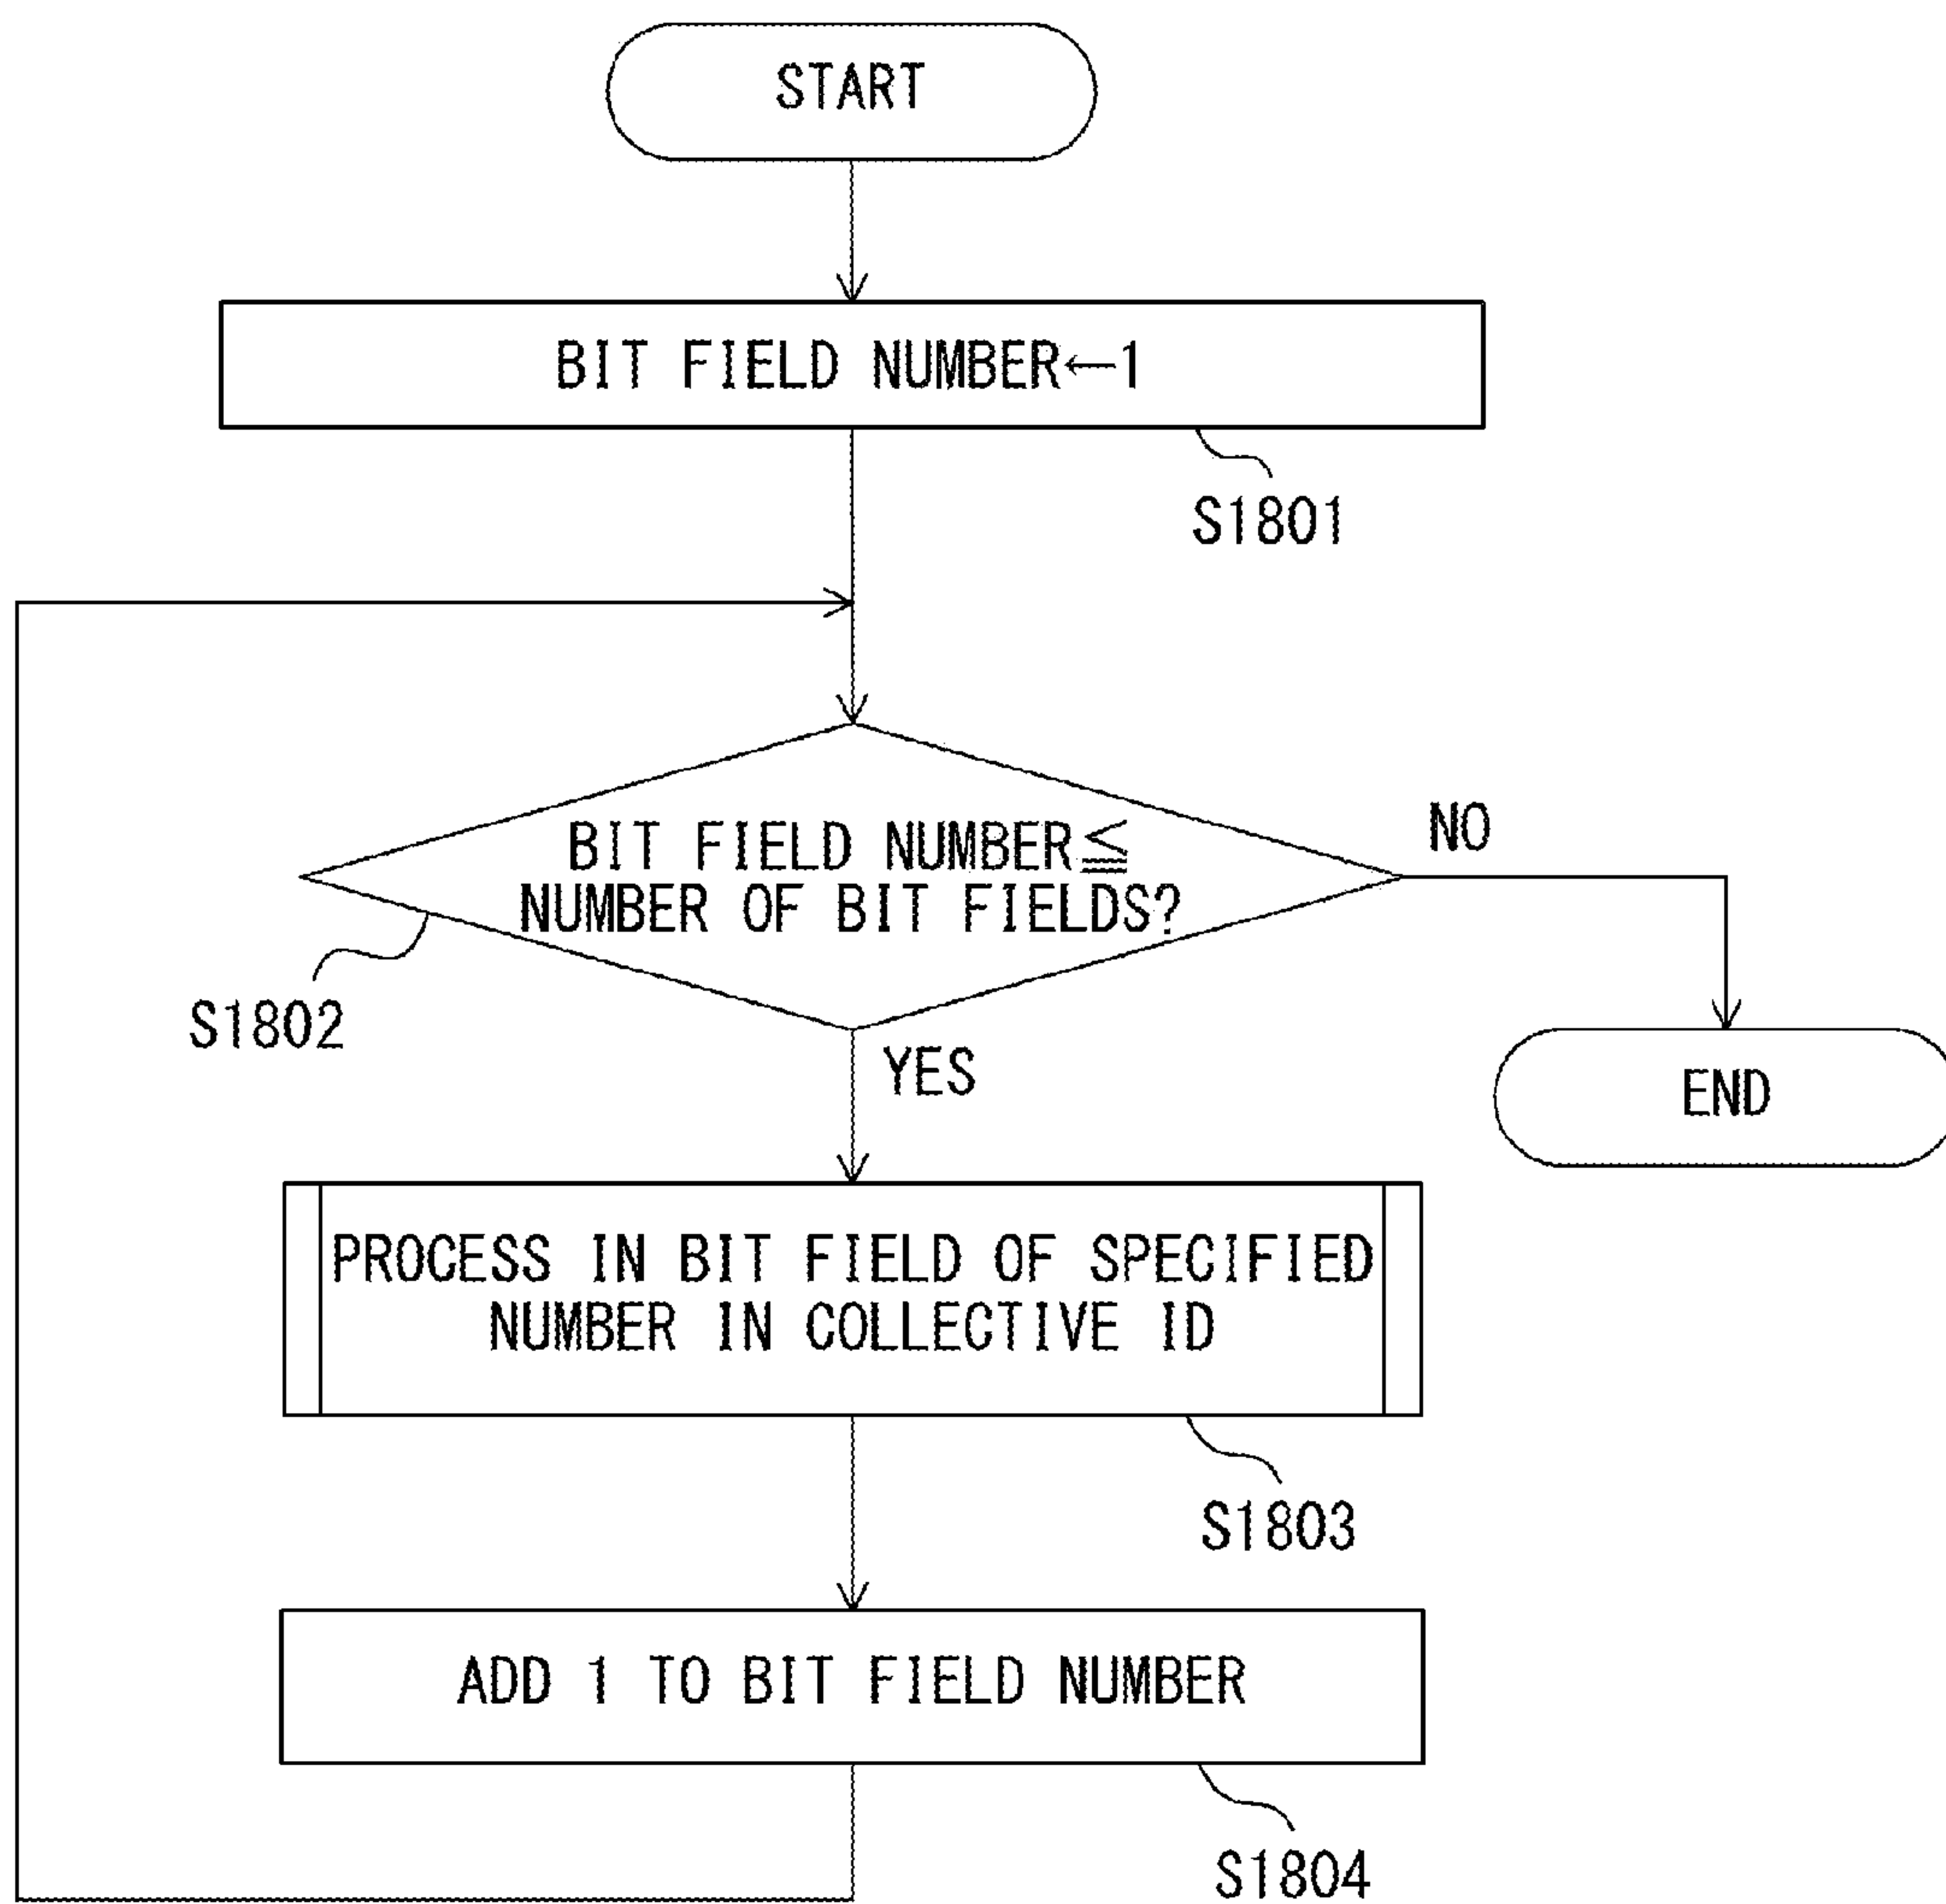 START
BIT FIELD NUMBER←1
S1801
BIT FIELD NUMBER≦
NUMBER OF BIT FIELDS?
NO
S1802
YES
END
PROCESS IN BIT FIELD OF SPECIFIED
NUMBER IN COLLECTIVE ID
S1803
ADD 1 TO BIT FIELD NUMBER
S1804